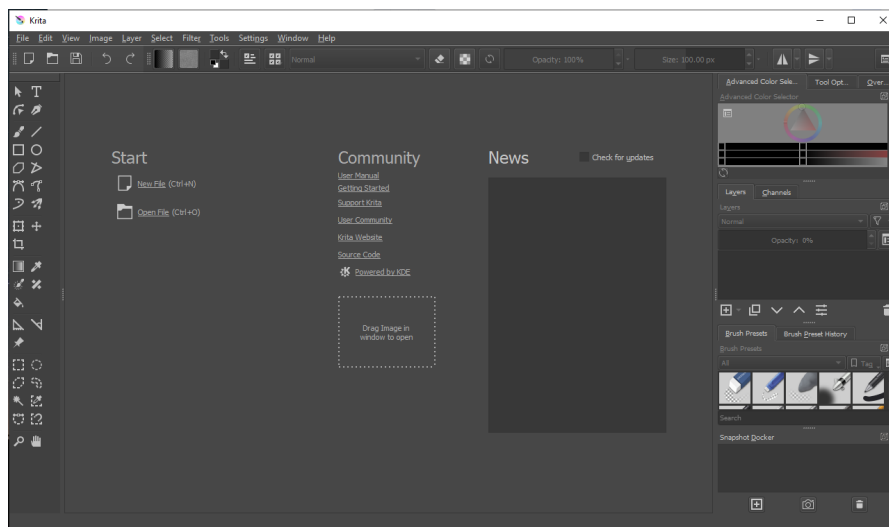 Krita
File Edit View Image Layer Select Filter Tools Settings Window Help
Normal
Opacity: 100%
Size: 100.00 px
Advanced Color Sele...
Tool Opt...
Over...
Advanced Color Selector
Start
New File (Ctrl+N)
Open File (Ctrl+O)
Community
User Manual
Getting Started
Support Krita
User Community
Krita Website
Source Code
Powered by KDE
Drag Image in
window to open
News
Check for updates
Layers
Channels
Layers
Normal
Opacity: 0%
Brush Presets
Brush Preset History
Brush Presets
All
Tag
Search
Snapshot Docker